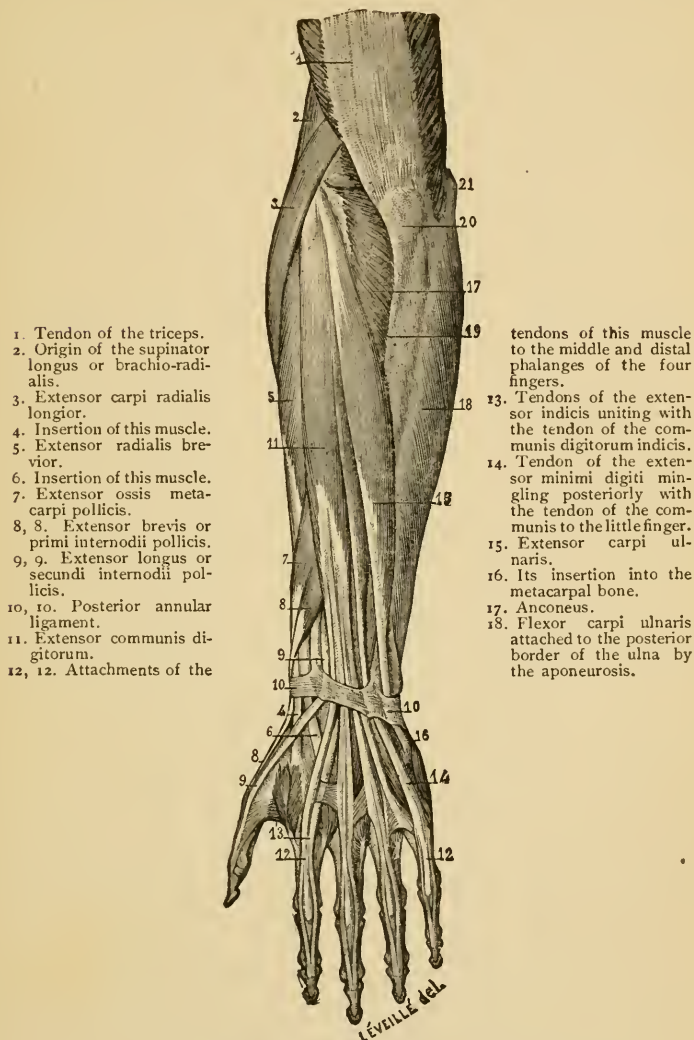 1. Tendon of the triceps.
2. Origin of the supinator
longus or brachio-radi-
alis.
3. Extensor carpi radialis
longior.
4. Insertion of this muscle.
5. Extensor radialis bre-
vior.
6. Insertion of this muscle.
7. Extensor ossis meta-
carpi pollicis.
8, 8. Extensor brevis or
primi internodii pollicis.
9, 9. Extensor longus or
secundi internodii pol-
licis.
10, 10. Posterior annular
ligament.
11. Extensor communis di-
gitorum.
12, 12. Attachments of the
tendons of this muscle
to the middle and distal
phalanges of the four
fingers.
13. Tendons of the exten-
sor indicis uniting with
the tendon of the com-
munis digitorum indicis.
14. Tendon of the exten-
sor minimi digiti min-
gling posteriorly with
the tendon of the com-
munis to the little finger.
15. Extensor carpi ul-
naris.
16. Its insertion into the
metacarpal bone.
17. Anconeus.
18. Flexor carpi ulnaris
attached to the posterior
border of the ulna by
the aponeurosis.
1
2
21
3
20
17
19
5
18
11
15
7
8
9
10
10
4
6
16
8
9
14
13
12
12
LÉVEILLÉ del.